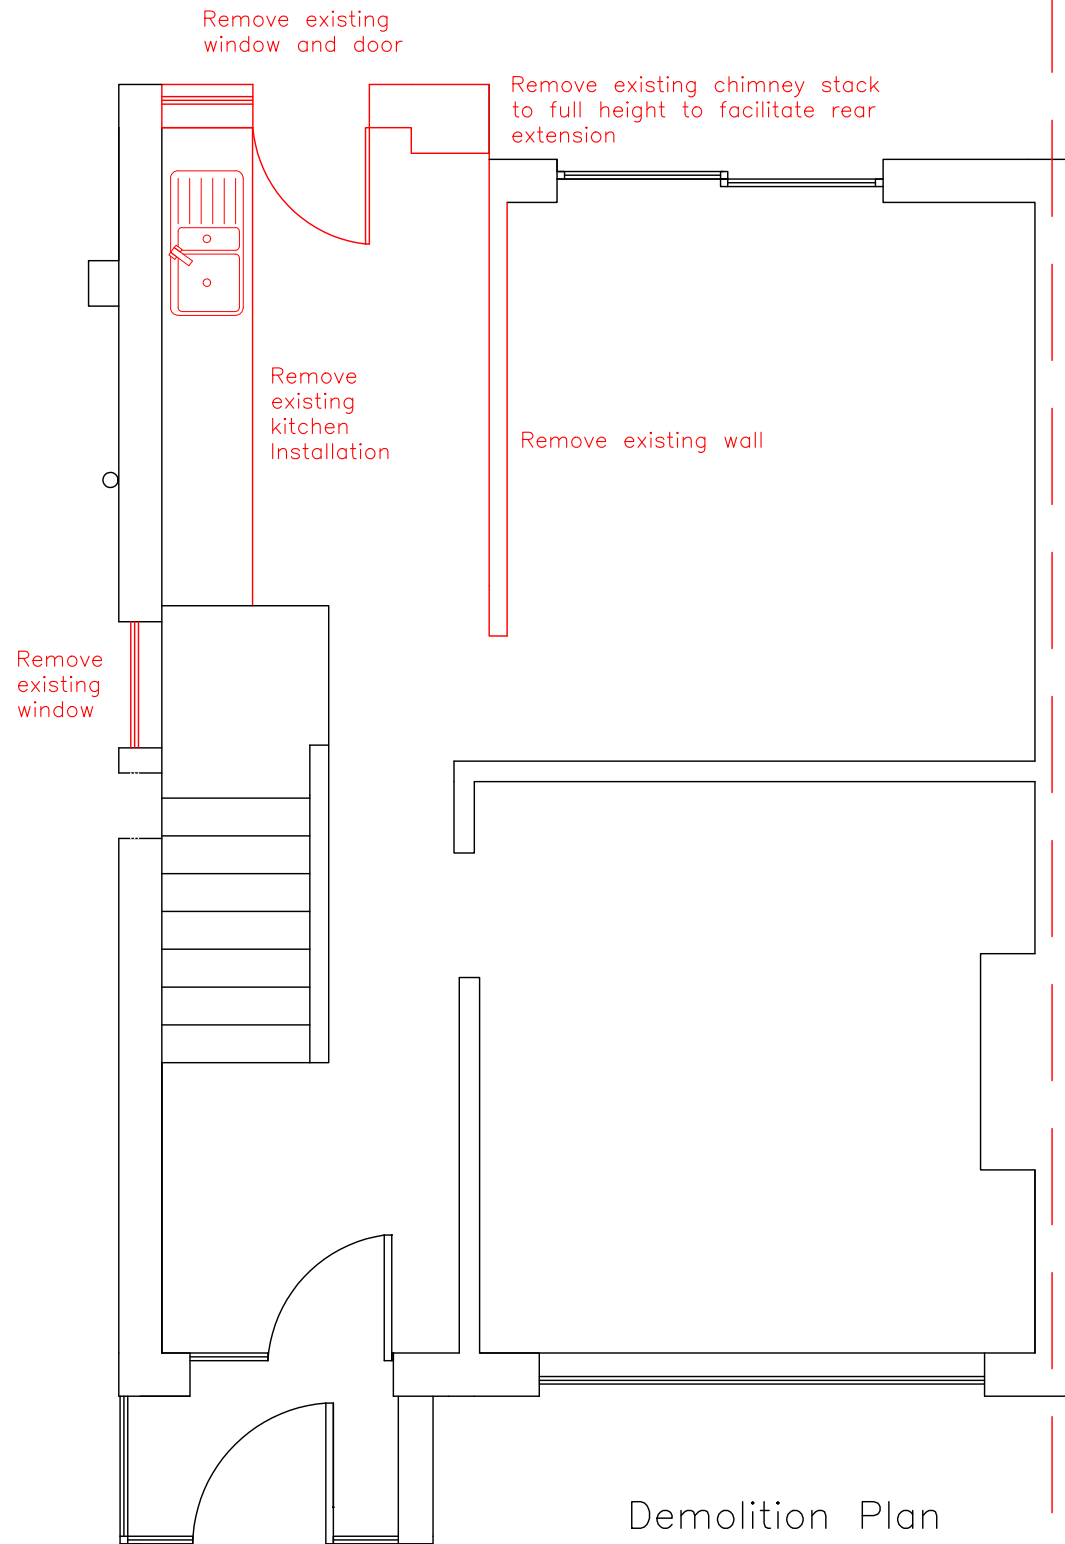 Remove existing
window and door
Remove existing chimney stack
to full height to facilitate rear
extension
Remove
existing
kitchen
Installation
Remove existing wall
Remove
existing
window
Demolition Plan